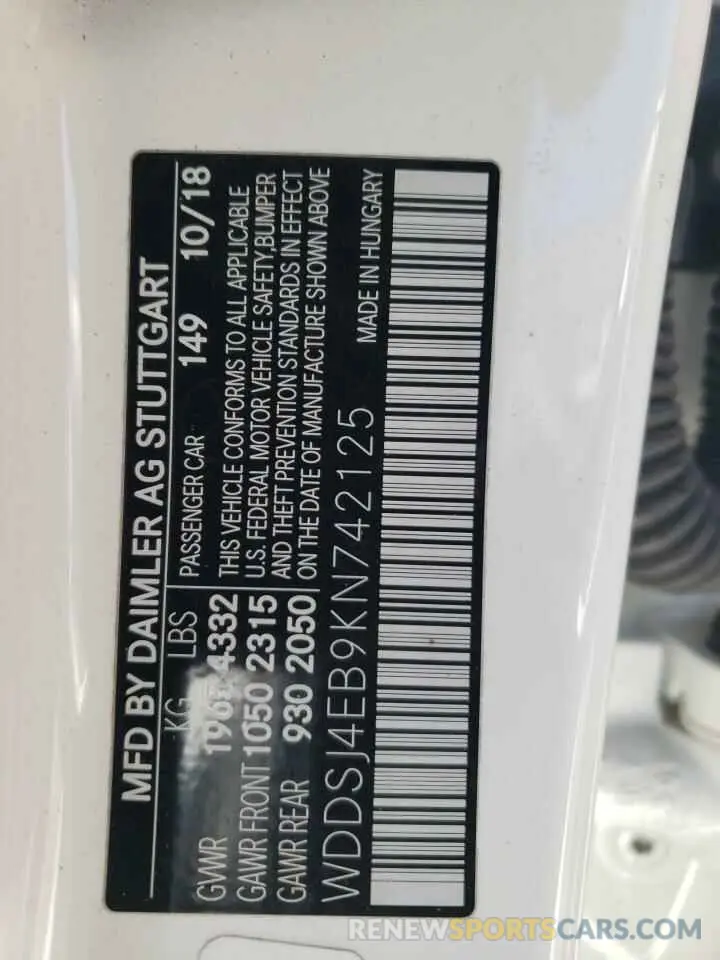 MFD BY DAIMLER AG STUTTGART
KG LBS
PASSENGER CAR 149 10/18
GVWR 1965 4332
GAWR FRONT 1050 2315
GAWR REAR 930 2050
THIS VEHICLE CONFORMS TO ALL APPLICABLE
U.S. FEDERAL MOTOR VEHICLE SAFETY,BUMPER
AND THEFT PREVENTION STANDARDS IN EFFECT
ON THE DATE OF MANUFACTURE SHOWN ABOVE
WDDSJ4EB9KN742125
MADE IN HUNGARY
RENEWSPORTSCARS.COM